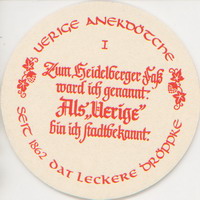 UERIGE ANEKDÖTCHE
I
Zum Heidelberger Faß
ward ich genannt.
Als „Uerige“
bin ich stadtbekannt.
SEIT 1862 DAT LECKERE DRÖPPKE